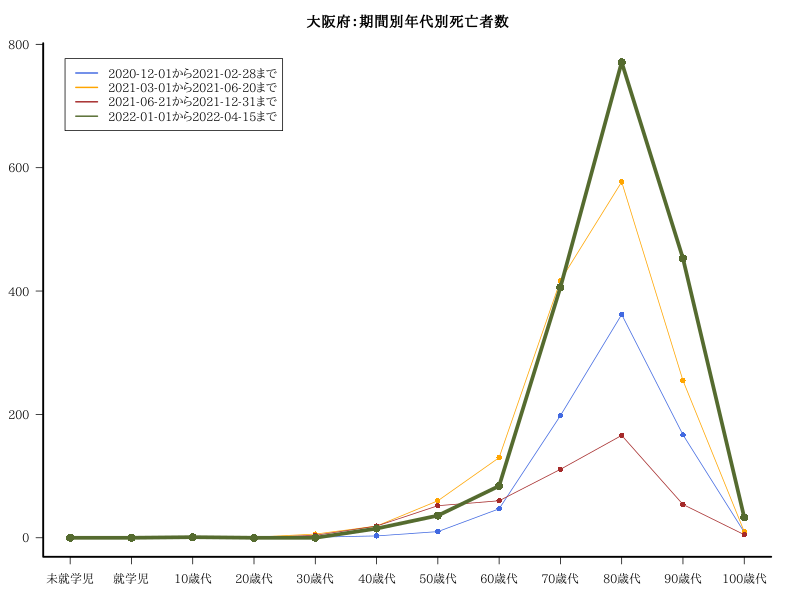 大阪府：期間別年代別死亡者数
800
600
400
200
0
2020-12-01から2021-02-28まで
2021-03-01から2021-06-20まで
2021-06-21から2021-12-31まで
2022-01-01から2022-04-15まで
未就学児 就学児 10歳代 20歳代 30歳代 40歳代 50歳代 60歳代 70歳代 80歳代 90歳代 100歳代